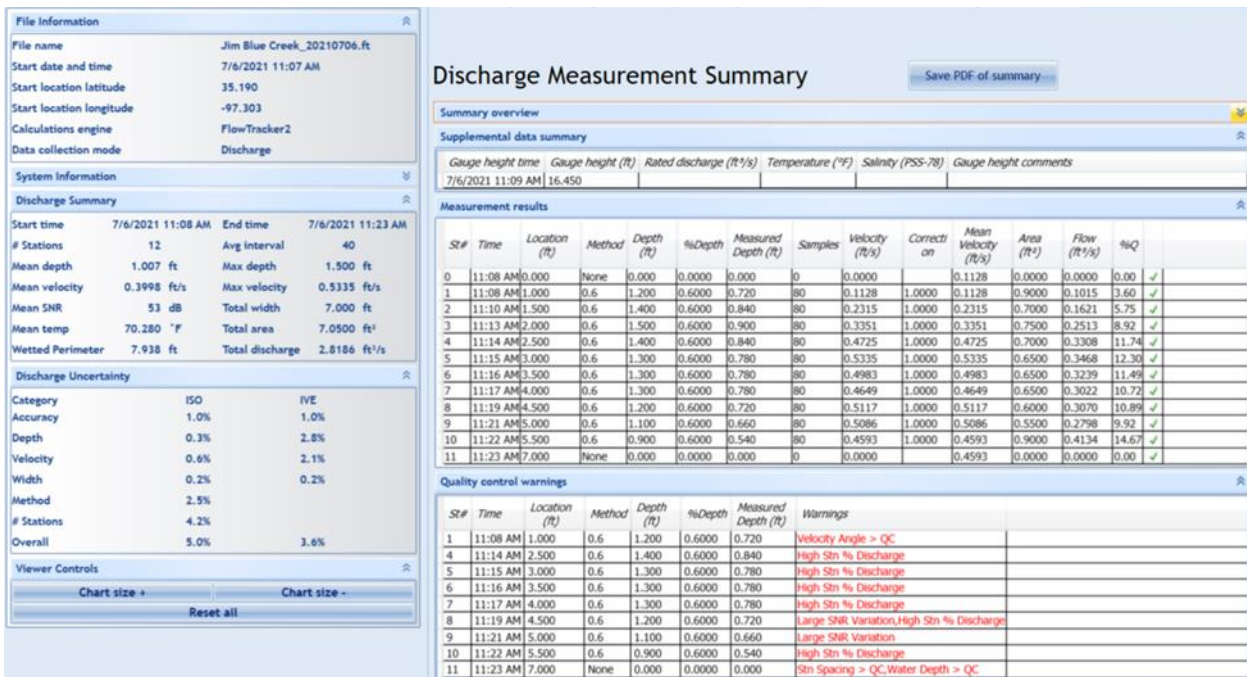 File Information
File name Jim Blue Creek_20210706.ft
Start date and time 7/6/2021 11:07 AM
Start location latitude 35.190
Start location longitude -97.303
Calculations engine FlowTracker2
Data collection mode Discharge
System Information
Discharge Summary
Start time 7/6/2021 11:08 AM End time 7/6/2021 11:23 AM
# Stations 12 Avg interval 40
Mean depth 1.007 ft Max depth 1.500 ft
Mean velocity 0.3998 ft/s Max velocity 0.5335 ft/s
Mean SNR 53 dB Total width 7.000 ft
Mean temp 70.280 °F Total area 7.0500 ft²
Wetted Perimeter 7.938 ft Total discharge 2.8186 ft³/s
Discharge Uncertainty
Category ISO IVE
Accuracy 1.0% 1.0%
Depth 0.3% 2.8%
Velocity 0.6% 2.1%
Width 0.2% 0.2%
Method 2.5%
# Stations 4.2%
Overall 5.0% 3.6%
Viewer Controls
Chart size + Chart size -
Reset all
Discharge Measurement Summary
Save PDF of summary
Summary overview
Supplemental data summary
Gauge height time Gauge height (ft) Rated discharge (ft³/s) Temperature (°F) Salinity (PSS-78) Gauge height comments
7/6/2021 11:09 AM 16.450
Measurement results
St# Time Location (ft) Method Depth (ft) %Depth Measured Depth (ft) Samples Velocity (ft/s) Correcti on Mean Velocity (ft/s) Area (ft²) Flow (ft³/s) %Q
0 11:08 AM 0.000 None 0.000 0.0000 0.000 0 0.0000 0.1128 0.0000 0.0000 0.00 ✓
1 11:08 AM 1.000 0.6 1.200 0.6000 0.720 80 0.1128 1.0000 0.1128 0.9000 0.1015 3.60 ✓
2 11:10 AM 1.500 0.6 1.400 0.6000 0.840 80 0.2315 1.0000 0.2315 0.7000 0.1621 5.75 ✓
3 11:13 AM 2.000 0.6 1.500 0.6000 0.900 80 0.3351 1.0000 0.3351 0.7500 0.2513 8.92 ✓
4 11:14 AM 2.500 0.6 1.400 0.6000 0.840 80 0.4725 1.0000 0.4725 0.7000 0.3308 11.74 ✓
5 11:15 AM 3.000 0.6 1.300 0.6000 0.780 80 0.5335 1.0000 0.5335 0.6500 0.3468 12.30 ✓
6 11:16 AM 3.500 0.6 1.300 0.6000 0.780 80 0.4983 1.0000 0.4983 0.6500 0.3239 11.49 ✓
7 11:17 AM 4.000 0.6 1.300 0.6000 0.780 80 0.4649 1.0000 0.4649 0.6500 0.3022 10.72 ✓
8 11:19 AM 4.500 0.6 1.200 0.6000 0.720 80 0.5117 1.0000 0.5117 0.6000 0.3070 10.89 ✓
9 11:21 AM 5.000 0.6 1.100 0.6000 0.660 80 0.5086 1.0000 0.5086 0.5500 0.2798 9.92 ✓
10 11:22 AM 5.500 0.6 0.900 0.6000 0.540 80 0.4593 1.0000 0.4593 0.9000 0.4134 14.67 ✓
11 11:23 AM 7.000 None 0.000 0.0000 0.000 0 0.0000 0.4593 0.0000 0.0000 0.00 ✓
Quality control warnings
St# Time Location (ft) Method Depth (ft) %Depth Measured Depth (ft) Warnings
1 11:08 AM 1.000 0.6 1.200 0.6000 0.720 Velocity Angle > QC
4 11:14 AM 2.500 0.6 1.400 0.6000 0.840 High Stn % Discharge
5 11:15 AM 3.000 0.6 1.300 0.6000 0.780 High Stn % Discharge
6 11:16 AM 3.500 0.6 1.300 0.6000 0.780 High Stn % Discharge
7 11:17 AM 4.000 0.6 1.300 0.6000 0.780 High Stn % Discharge
8 11:19 AM 4.500 0.6 1.200 0.6000 0.720 Large SNR Variation,High Stn % Discharge
9 11:21 AM 5.000 0.6 1.100 0.6000 0.660 Large SNR Variation
10 11:22 AM 5.500 0.6 0.900 0.6000 0.540 High Stn % Discharge
11 11:23 AM 7.000 None 0.000 0.0000 0.000 Stn Spacing > QC,Water Depth > QC